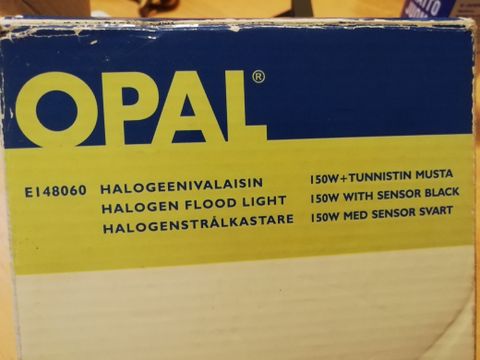 OPAL®
E148060 HALOGEENIVALAISIN 150W+TUNNISTIN MUSTA
HALOGEN FLOOD LIGHT 150W WITH SENSOR BLACK
HALOGENSTRÅLKASTARE 150W MED SENSOR SVART